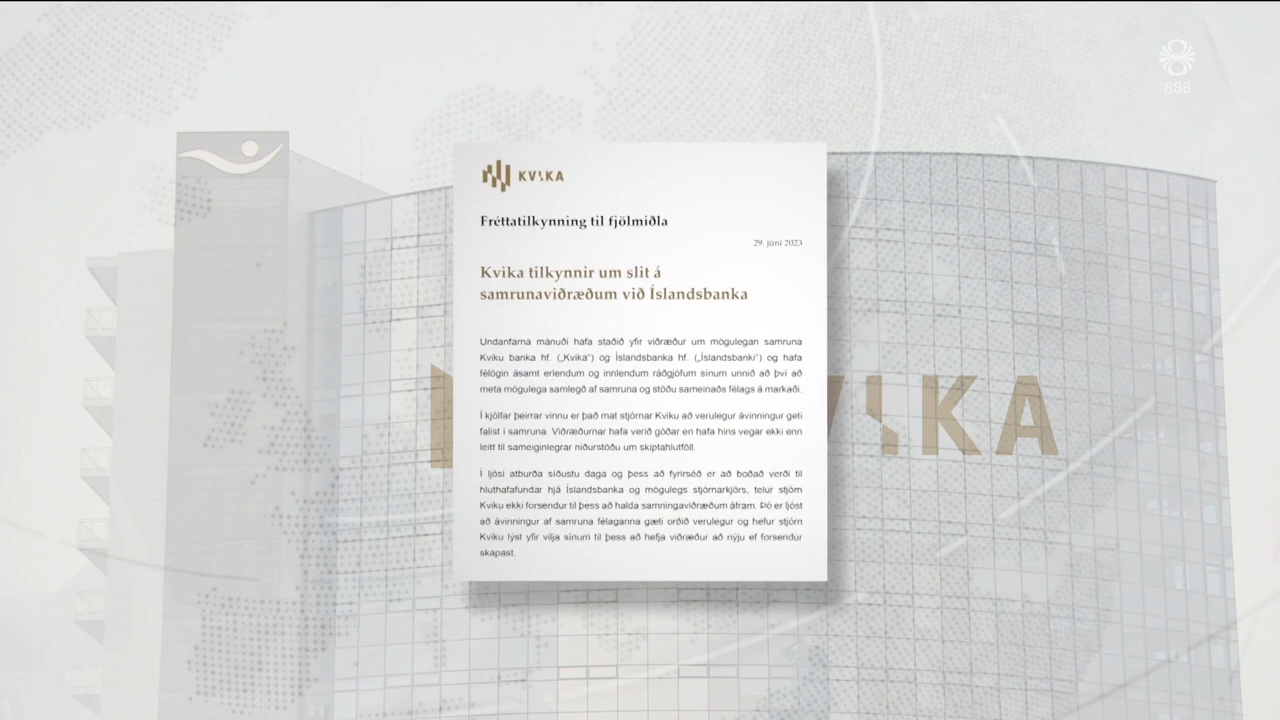 888
KVIKA
Fréttatilkynning til fjölmiðla
29. júní 2023
Kvika tilkynnir um slit á
samrunaviðræðum við Íslandsbanka
Undanfarna mánuði hafa staðið yfir viðræður um mögulegan samruna
Kviku banka hf. („Kvika") og Íslandsbanka hf. („Íslandsbanki") og hafa
félögin ásamt erlendum og innlendum ráðgjöfum sínum unnið að því að
meta mögulega samlegð af samruna og stöðu sameinaðs félags á markaði.
Í kjölfar þeirrar vinnu er það mat stjórnar Kviku að verulegur ávinningur geti
falist í samruna. Viðræðurnar hafa verið góðar en hafa hins vegar ekki enn
leitt til sameiginlegrar niðurstöðu um skiptahlutföll.
Í ljósi atburða síðustu daga og þess að fyrirséð er að boðað verði til
hluthafafundar hjá Íslandsbanka og mögulegs stjórnarkjörs, telur stjórn
Kviku ekki forsendur til þess að halda samningaviðræðum áfram. Þó er ljóst
að ávinningur af samruna félaganna gæti orðið verulegur og hefur stjórn
Kviku lýst yfir vilja sínum til þess að hefja viðræður að nýju ef forsendur
skapast.
VIKA